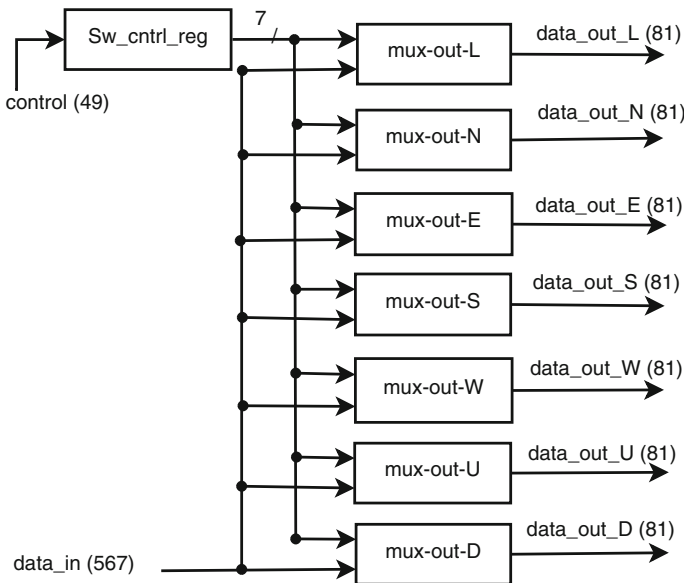 7
Sw_cntrl_reg
control (49)
mux-out-L
data_out_L (81)
mux-out-N
data_out_N (81)
mux-out-E
data_out_E (81)
mux-out-S
data_out_S (81)
mux-out-W
data_out_W (81)
mux-out-U
data_out_U (81)
mux-out-D
data_out_D (81)
data_in (567)